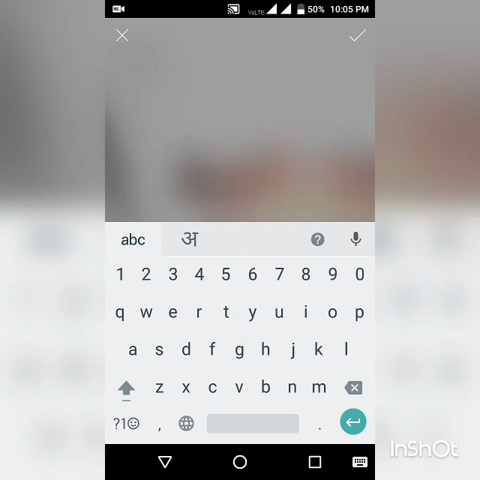 VoLTE 50% 10:05 PM
abc अ
1 2 3 4 5 6 7 8 9 0
q w e r t y u i o p
a s d f g h j k l
z x c v b n m
?1☺ , .
InShOt